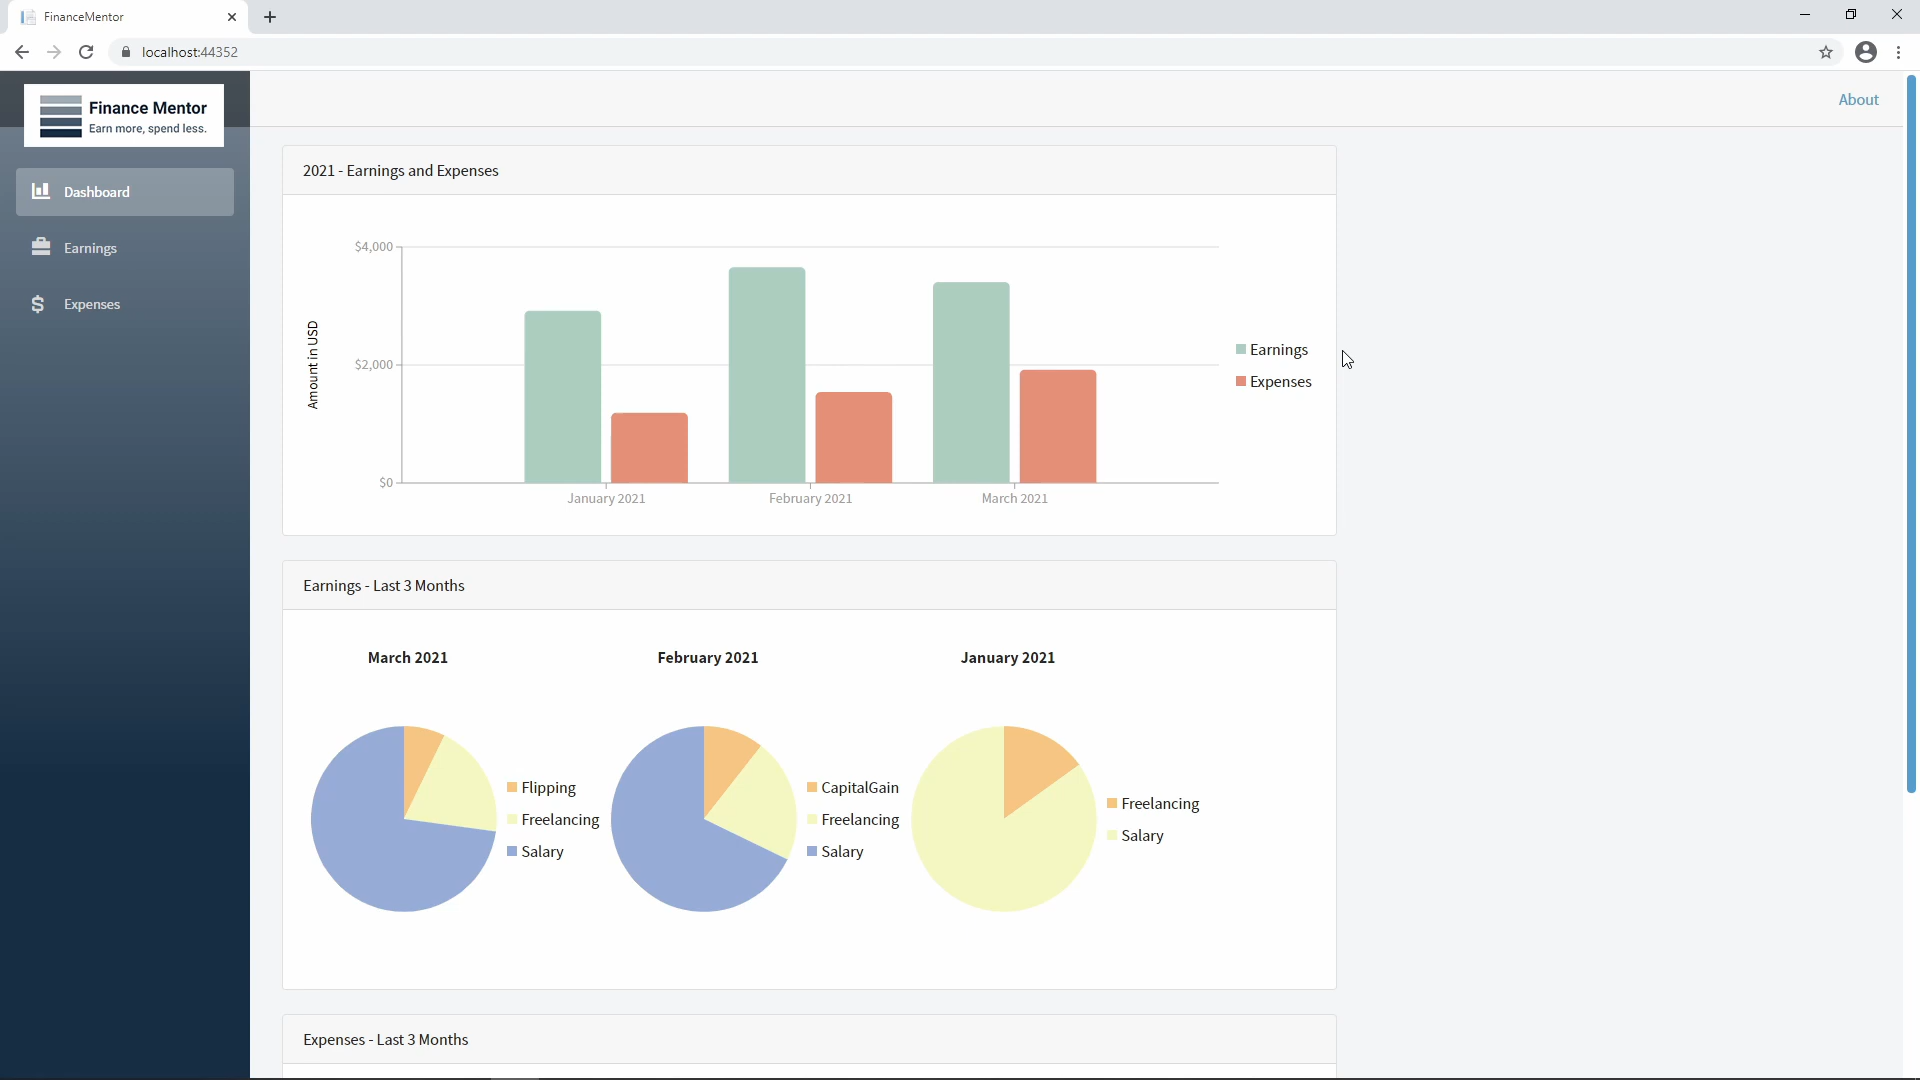 FinanceMentor
localhost:44352
Finance Mentor
Earn more, spend less.
About
Dashboard
Earnings
Expenses
2021 - Earnings and Expenses
$4,000
$2,000
$0
Amount in USD
January 2021
February 2021
March 2021
Earnings
Expenses
Earnings - Last 3 Months
March 2021
Flipping
Freelancing
Salary
February 2021
CapitalGain
Freelancing
Salary
January 2021
Freelancing
Salary
Expenses - Last 3 Months